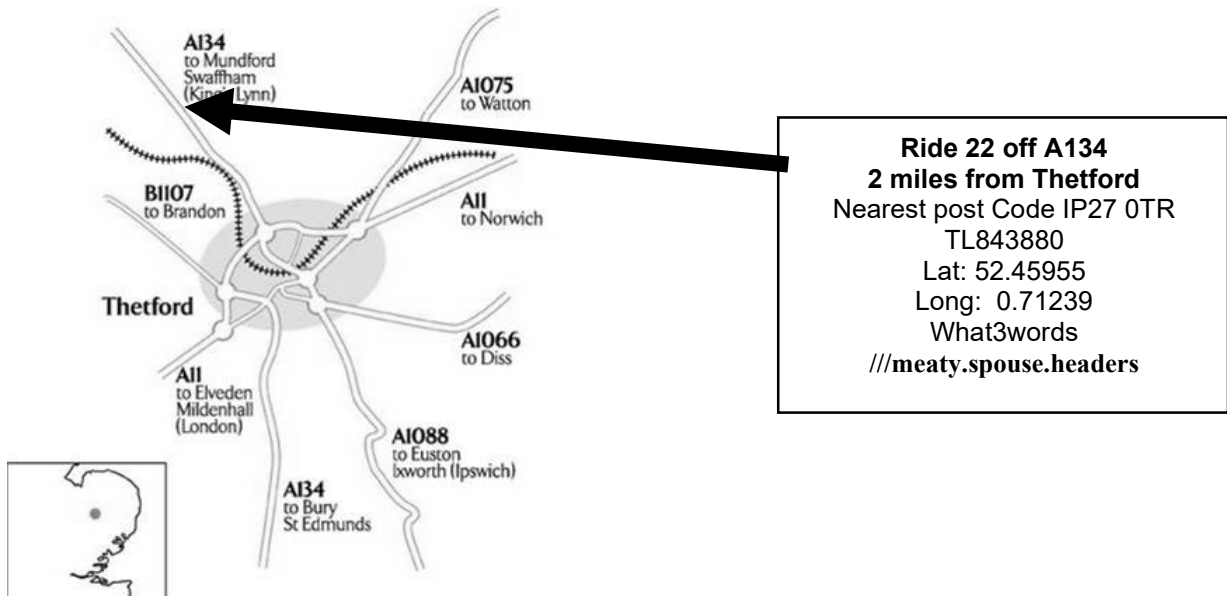 A134
to Mundford
Swaffham
(King's Lynn)
A1075
to Watton
B1107
to Brandon
A11
to Norwich
Thetford
A1066
to Diss
A11
to Elveden
Mildenhall
(London)
A1088
to Euston
Ixworth (Ipswich)
A134
to Bury
St Edmunds
Ride 22 off A134
2 miles from Thetford
Nearest post Code IP27 0TR
TL843880
Lat: 52.45955
Long: 0.71239
What3words
///meaty.spouse.headers